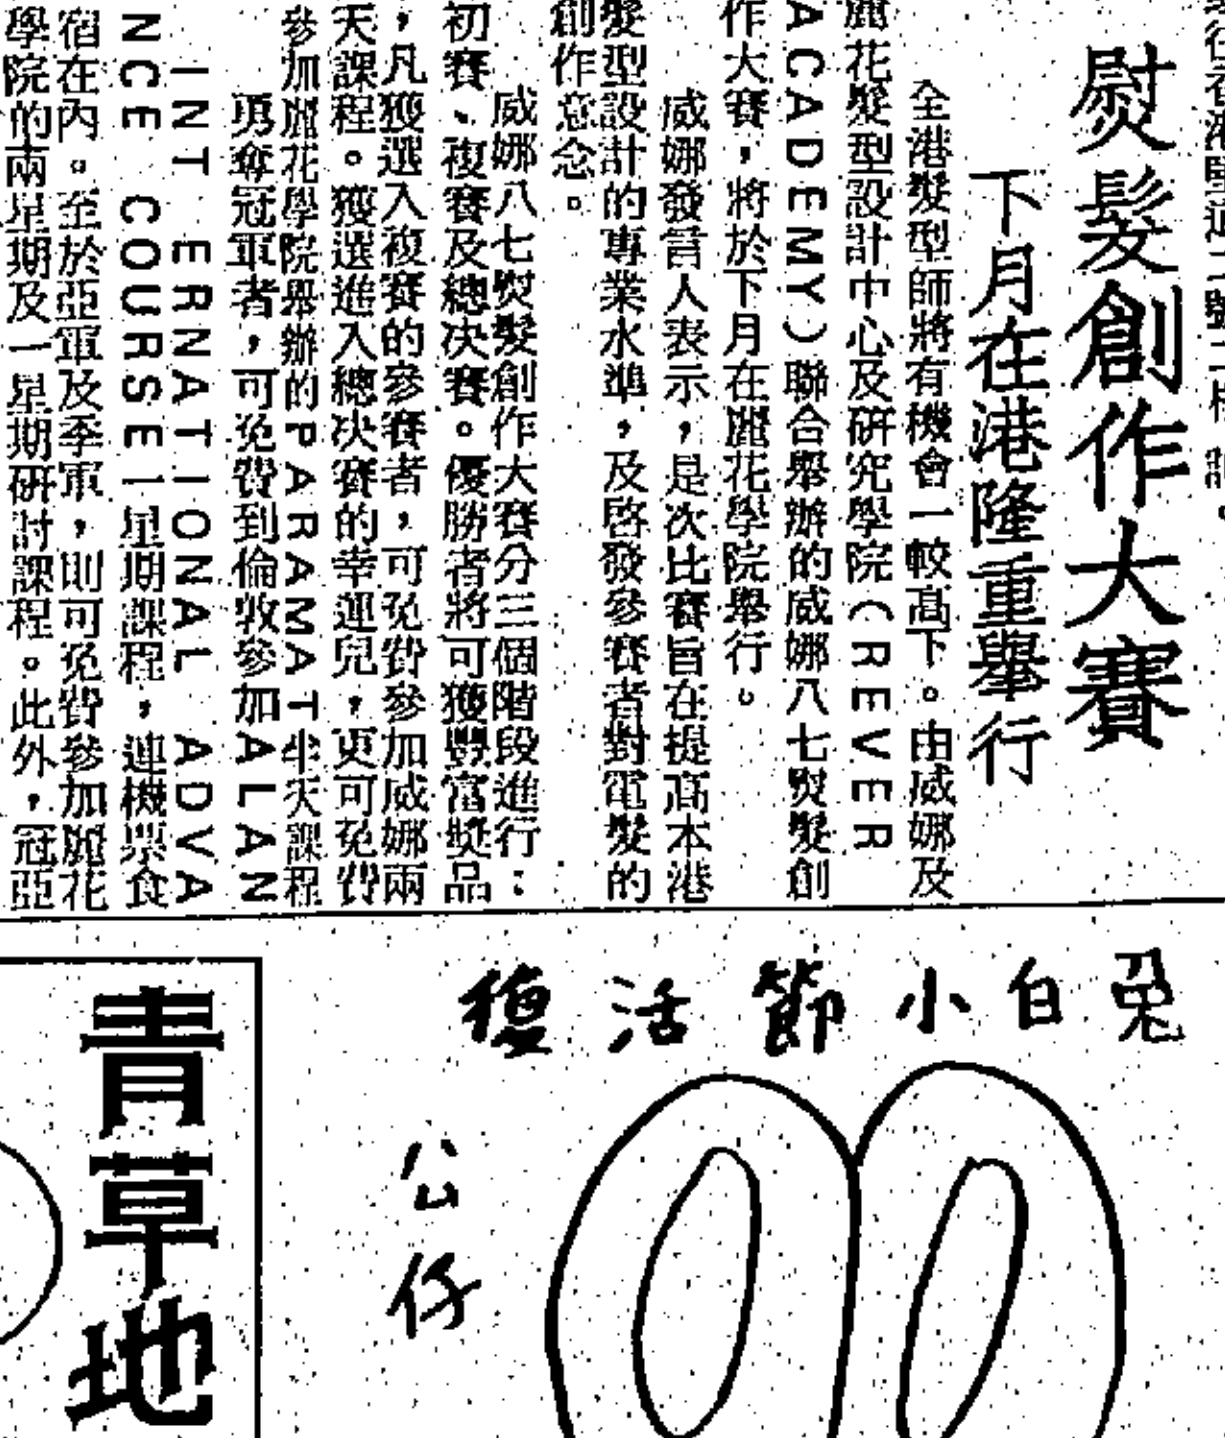 熨髮創作大賽
下月在港隆重舉行
全港髮型師將有機會一較高下。由威娜及
麗花髮型設計中心及研究學院(REVER
ACADEMY)聯合舉辦的威娜八七熨髮創
作大賽,將於下月在麗花學院舉行。
威娜發言人表示,是次比賽旨在提高本港
髮型設計的專業水準,及啓發參賽者對電髮的
創作意念。
威娜八七熨髮創作大賽分三個階段進行:
初賽、複賽及總決賽。優勝者將可獲豐富獎品
,凡獲選入複賽的參賽者,可免費參加威娜兩
天課程。獲選進入總決賽的幸運兒,更可免費
參加麗花學院舉辦的PARAMAT半天課程
勇奪冠軍者,可免費到倫敦參加ALAN
INT ERNATIONAL ADVA
NCE COURSE一星期課程,連機票食
宿在內。至於亞軍及季軍,則可免費參加麗花
學院的兩星期及一星期研討課程。此外,冠亞
復活節小白兔
公仔
青草地